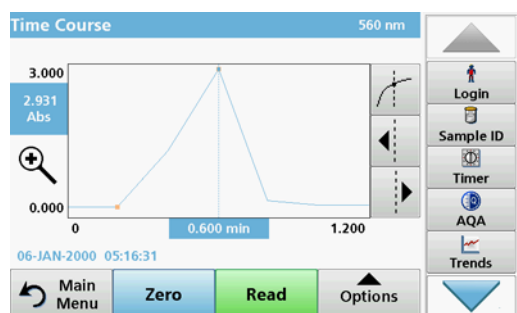 Time Course 560 nm
3.000
2.931
Abs
0.000
0 0.600 min 1.200
06-JAN-2000 05:16:31
Main
Menu
Zero
Read
Options
Login
Sample ID
Timer
AQA
Trends